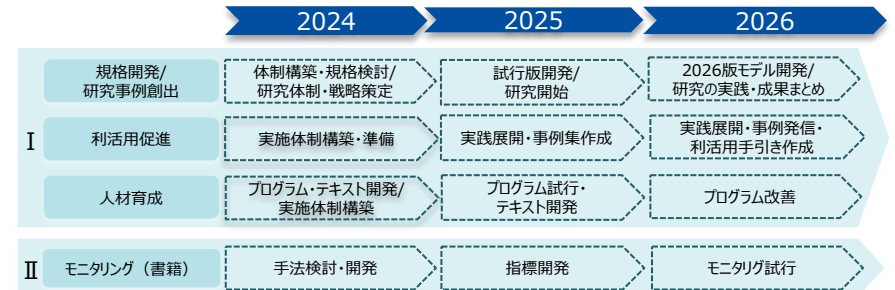 2024 2025 2026
規格開発/
研究事例創出
体制構築・規格検討/
研究体制・戦略策定
試行版開発/
研究開始
2026版モデル開発/
研究の実践・成果まとめ
Ⅰ
利活用促進
実施体制構築・準備
実践展開・事例集作成
実践展開・事例発信・
利活用手引き作成
人材育成
プログラム・テキスト開発/
実施体制構築
プログラム試行・
テキスト開発
プログラム改善
Ⅱ
モニタリング（書籍）
手法検討・開発
指標開発
モニタリグ試行